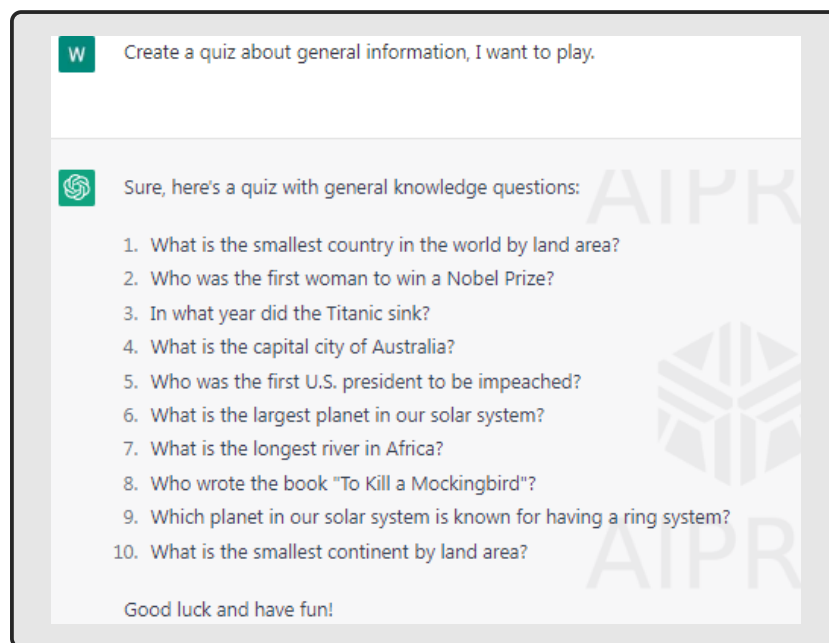 W
Create a quiz about general information, I want to play.
AIPR
Sure, here's a quiz with general knowledge questions:
1. What is the smallest country in the world by land area?
2. Who was the first woman to win a Nobel Prize?
3. In what year did the Titanic sink?
4. What is the capital city of Australia?
5. Who was the first U.S. president to be impeached?
6. What is the largest planet in our solar system?
7. What is the longest river in Africa?
8. Who wrote the book "To Kill a Mockingbird"?
9. Which planet in our solar system is known for having a ring system?
10. What is the smallest continent by land area?
AIPR
Good luck and have fun!